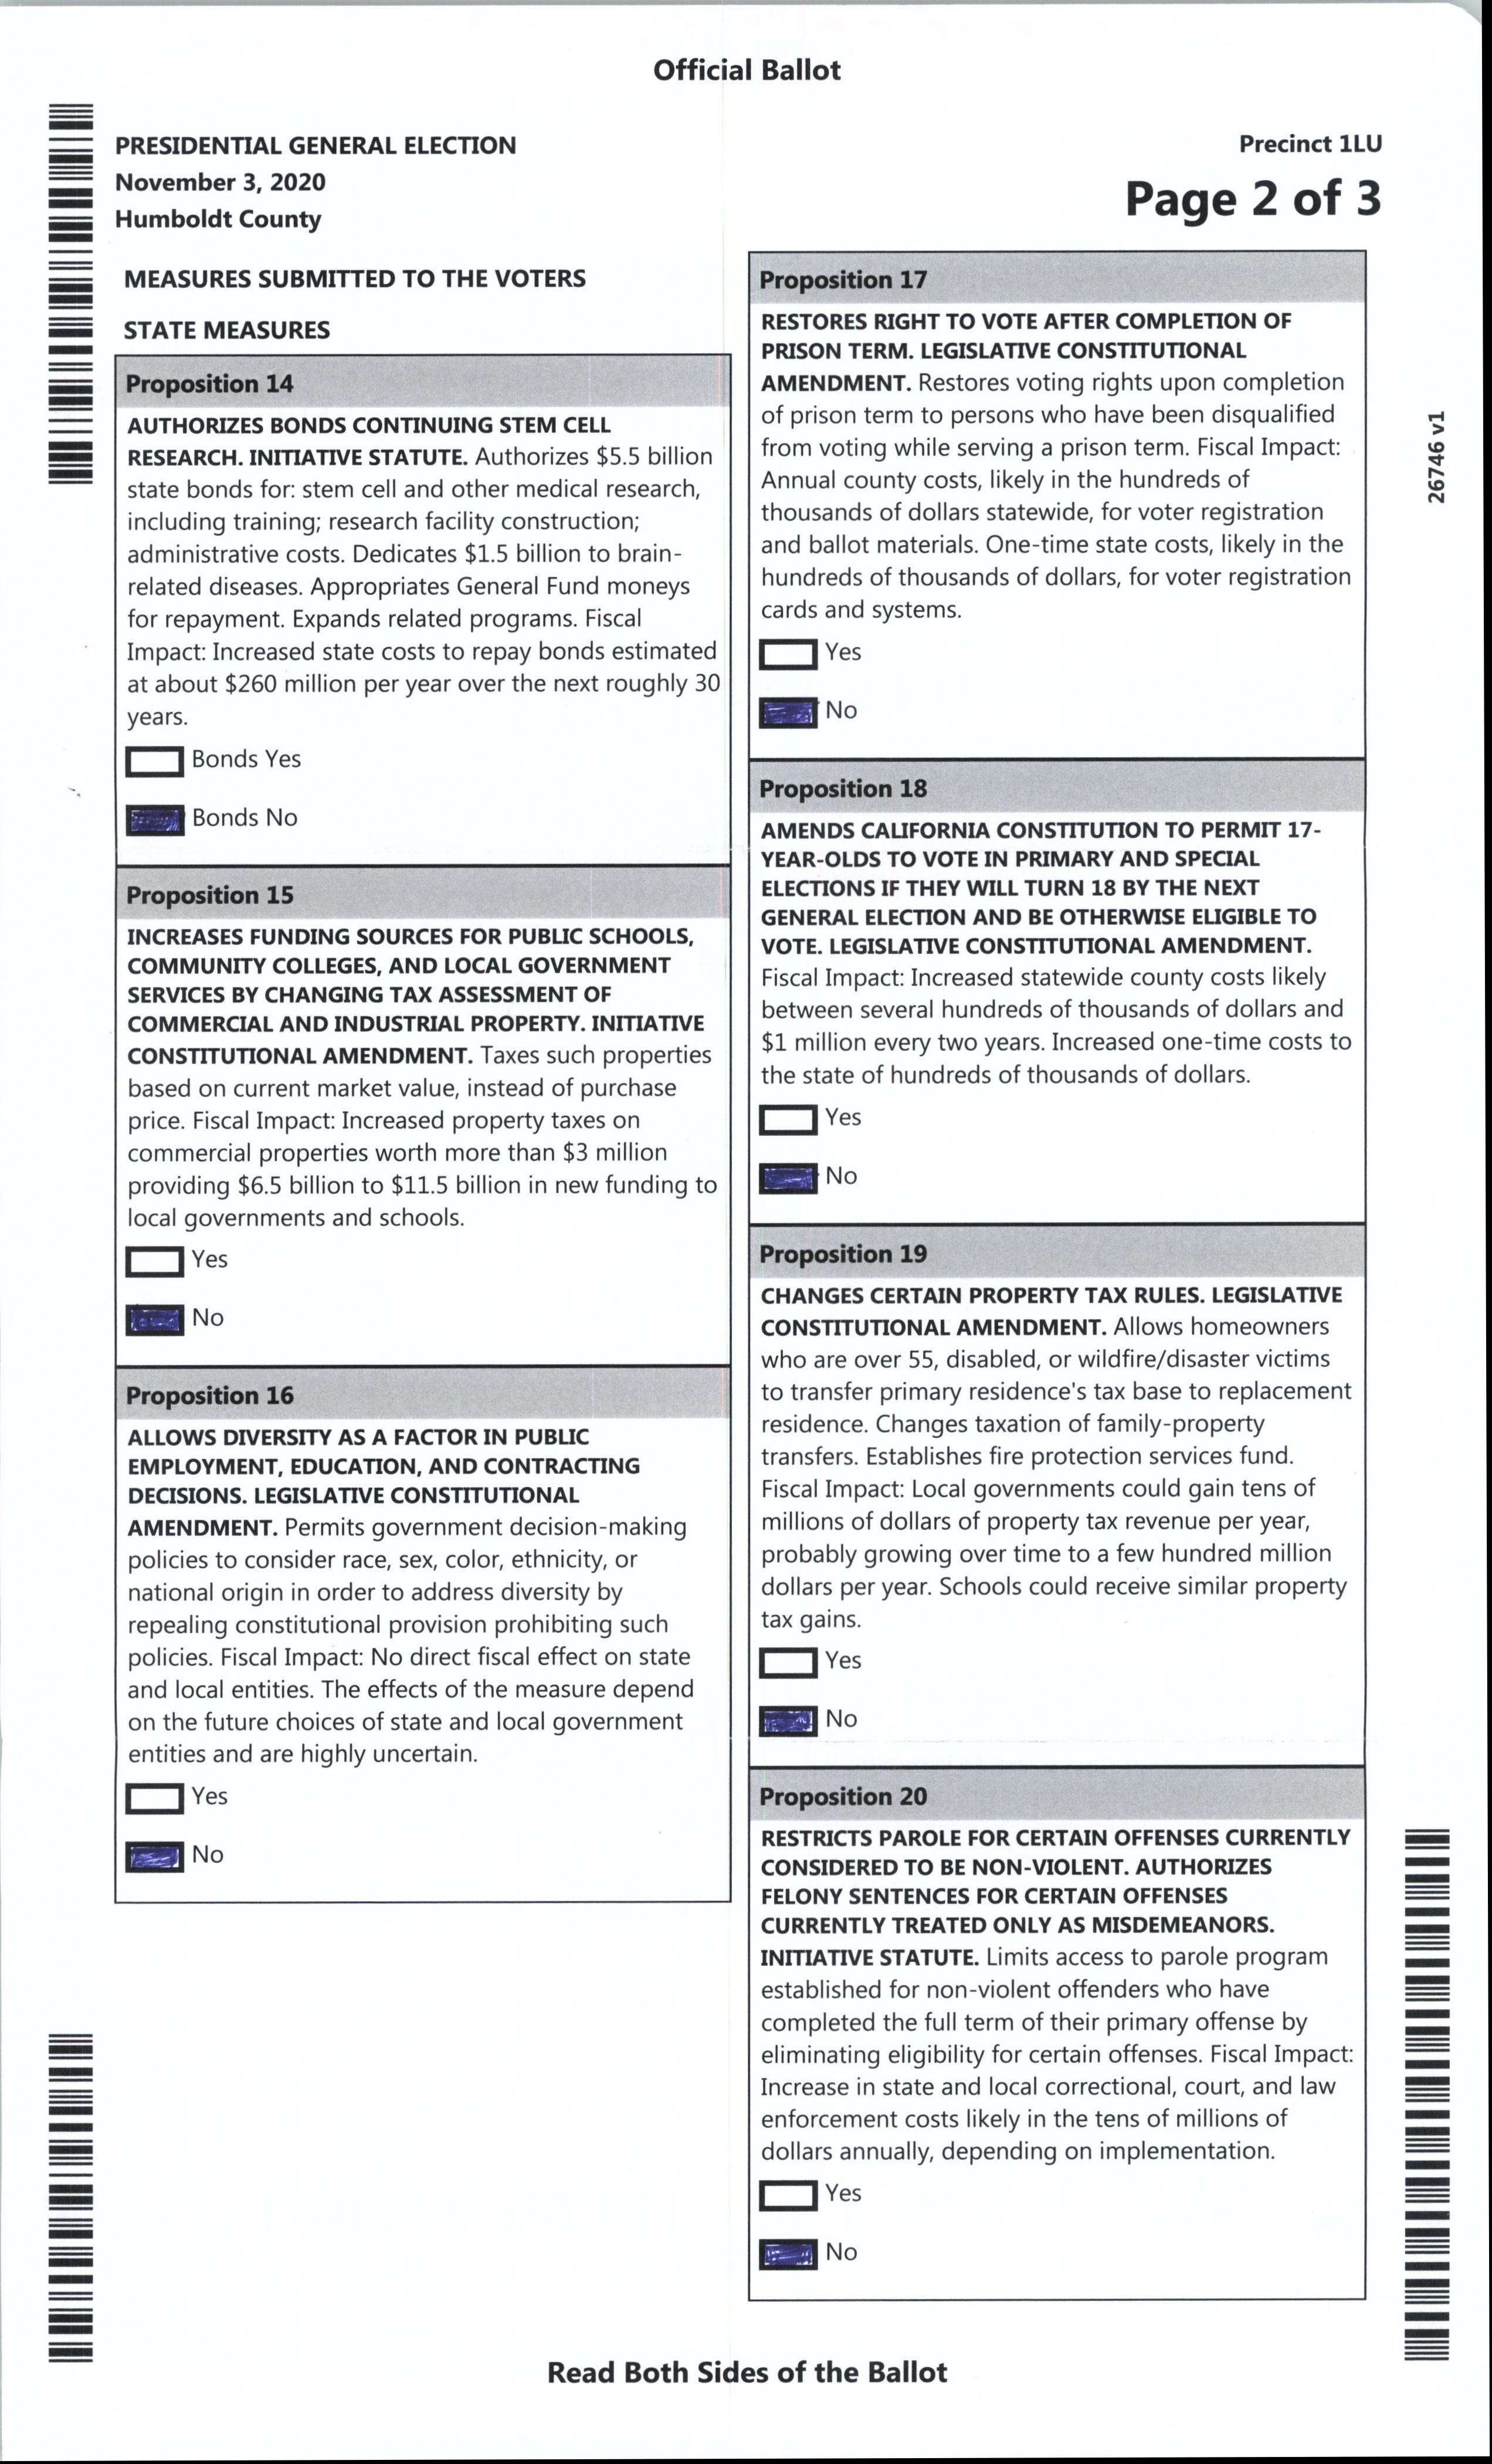 Official Ballot
PRESIDENTIAL GENERAL ELECTION
November 3, 2020
Humboldt County
Precinct 1LU
Page 2 of 3
MEASURES SUBMITTED TO THE VOTERS
STATE MEASURES
Proposition 14
AUTHORIZES BONDS CONTINUING STEM CELL
RESEARCH. INITIATIVE STATUTE. Authorizes $5.5 billion
state bonds for: stem cell and other medical research,
including training; research facility construction;
administrative costs. Dedicates $1.5 billion to brain-
related diseases. Appropriates General Fund moneys
for repayment. Expands related programs. Fiscal
Impact: Increased state costs to repay bonds estimated
at about $260 million per year over the next roughly 30
years.
Bonds Yes
Bonds No
Proposition 15
INCREASES FUNDING SOURCES FOR PUBLIC SCHOOLS,
COMMUNITY COLLEGES, AND LOCAL GOVERNMENT
SERVICES BY CHANGING TAX ASSESSMENT OF
COMMERCIAL AND INDUSTRIAL PROPERTY. INITIATIVE
CONSTITUTIONAL AMENDMENT. Taxes such properties
based on current market value, instead of purchase
price. Fiscal Impact: Increased property taxes on
commercial properties worth more than $3 million
providing $6.5 billion to $11.5 billion in new funding to
local governments and schools.
Yes
No
Proposition 16
ALLOWS DIVERSITY AS A FACTOR IN PUBLIC
EMPLOYMENT, EDUCATION, AND CONTRACTING
DECISIONS. LEGISLATIVE CONSTITUTIONAL
AMENDMENT. Permits government decision-making
policies to consider race, sex, color, ethnicity, or
national origin in order to address diversity by
repealing constitutional provision prohibiting such
policies. Fiscal Impact: No direct fiscal effect on state
and local entities. The effects of the measure depend
on the future choices of state and local government
entities and are highly uncertain.
Yes
No
Proposition 17
RESTORES RIGHT TO VOTE AFTER COMPLETION OF
PRISON TERM. LEGISLATIVE CONSTITUTIONAL
AMENDMENT. Restores voting rights upon completion
of prison term to persons who have been disqualified
from voting while serving a prison term. Fiscal Impact:
Annual county costs, likely in the hundreds of
thousands of dollars statewide, for voter registration
and ballot materials. One-time state costs, likely in the
hundreds of thousands of dollars, for voter registration
cards and systems.
Yes
No
Proposition 18
AMENDS CALIFORNIA CONSTITUTION TO PERMIT 17-
YEAR-OLDS TO VOTE IN PRIMARY AND SPECIAL
ELECTIONS IF THEY WILL TURN 18 BY THE NEXT
GENERAL ELECTION AND BE OTHERWISE ELIGIBLE TO
VOTE. LEGISLATIVE CONSTITUTIONAL AMENDMENT.
Fiscal Impact: Increased statewide county costs likely
between several hundreds of thousands of dollars and
$1 million every two years. Increased one-time costs to
the state of hundreds of thousands of dollars.
Yes
No
Proposition 19
CHANGES CERTAIN PROPERTY TAX RULES. LEGISLATIVE
CONSTITUTIONAL AMENDMENT. Allows homeowners
who are over 55, disabled, or wildfire/disaster victims
to transfer primary residence's tax base to replacement
residence. Changes taxation of family-property
transfers. Establishes fire protection services fund.
Fiscal Impact: Local governments could gain tens of
millions of dollars of property tax revenue per year,
probably growing over time to a few hundred million
dollars per year. Schools could receive similar property
tax gains.
Yes
No
Proposition 20
RESTRICTS PAROLE FOR CERTAIN OFFENSES CURRENTLY
CONSIDERED TO BE NON-VIOLENT. AUTHORIZES
FELONY SENTENCES FOR CERTAIN OFFENSES
CURRENTLY TREATED ONLY AS MISDEMEANORS.
INITIATIVE STATUTE. Limits access to parole program
established for non-violent offenders who have
completed the full term of their primary offense by
eliminating eligibility for certain offenses. Fiscal Impact:
Increase in state and local correctional, court, and law
enforcement costs likely in the tens of millions of
dollars annually, depending on implementation.
Yes
No
26746 v1
Read Both Sides of the Ballot